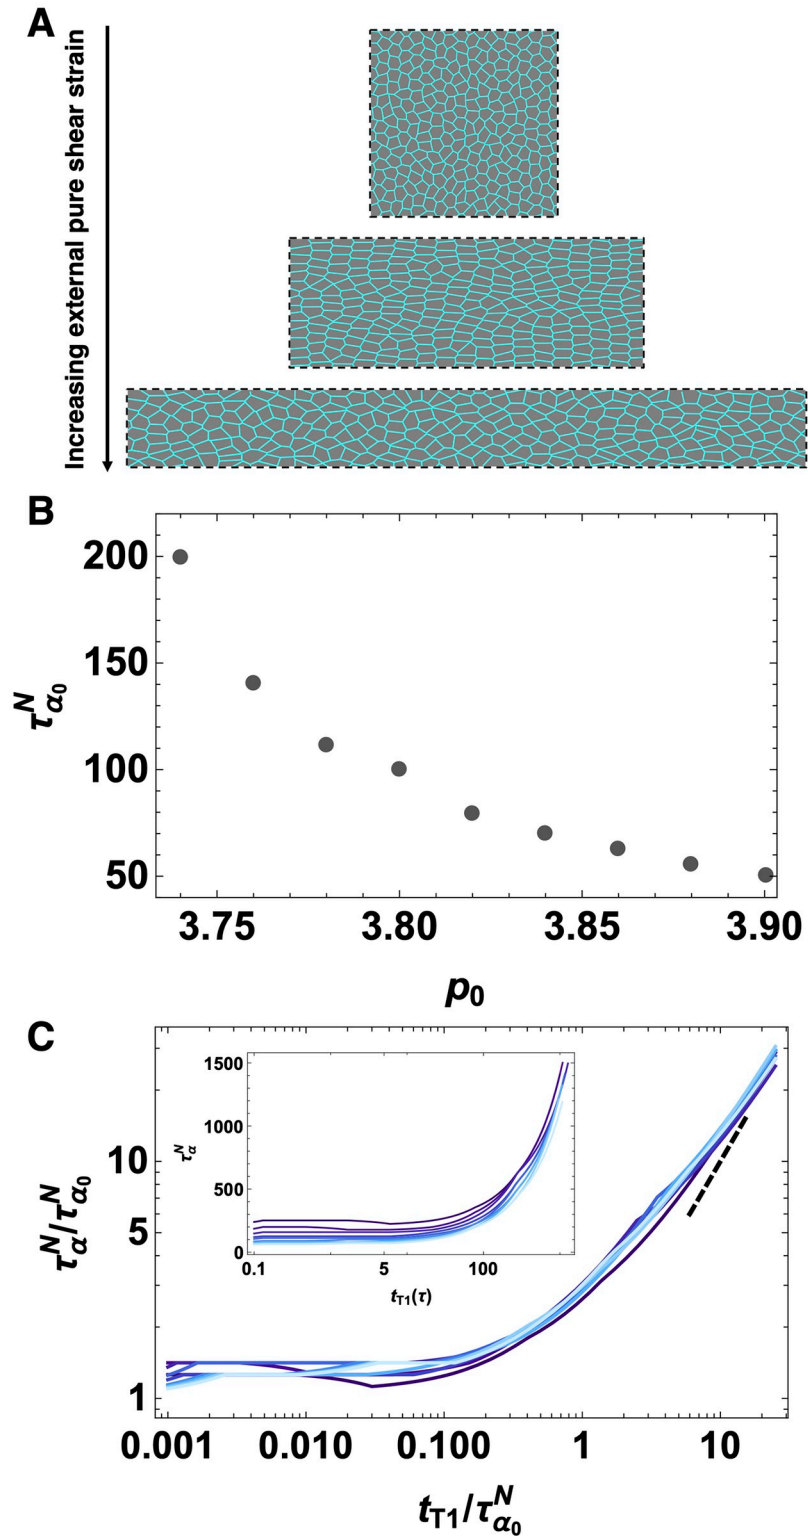 A
Increasing external pure shear strain
B
200
150
100
50
τ^N_α₀
3.75 3.80 3.85 3.90
p₀
C
10
5
1
τ^N_α/τ^N_α₀
1500
1000
500
0
τ^N_α
0.1 5 100
t_T1(τ)
0.001 0.010 0.100 1 10
t_T1/τ^N_α₀